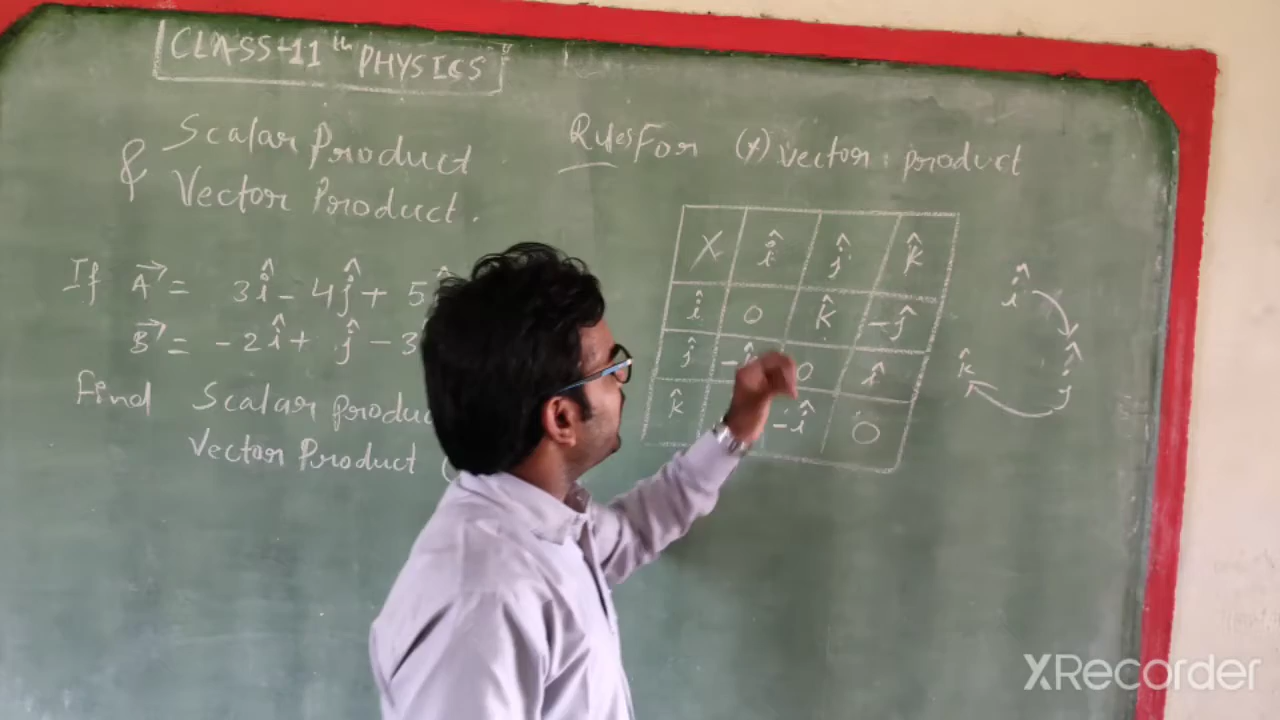 CLASS-11th PHYSICS
Scalar Product
& Vector Product.
If A⃗ = 3î - 4ĵ + 5
B⃗ = -2î + ĵ - 3
Find Scalar produc
Vector Product (
Rules For (×) vector product
X î ĵ k̂
î 0 k̂ -ĵ
ĵ 0 î
k̂ -î 0
î
k̂ ĵ
XRecorder